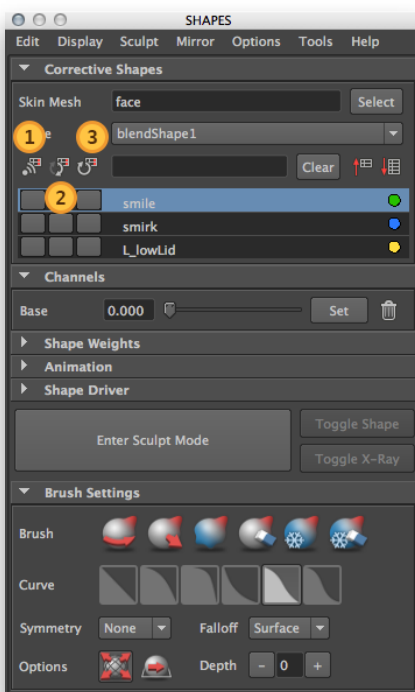 SHAPES
Edit Display Sculpt Mirror Options Tools Help
Corrective Shapes
Skin Mesh face Select
1 e 3 blendShape1
Clear
2 smile
smirk
L_lowLid
Channels
Base 0.000 Set
Shape Weights
Animation
Shape Driver
Enter Sculpt Mode
Toggle Shape
Toggle X-Ray
Brush Settings
Brush
Curve
Symmetry None Falloff Surface
Options Depth - 0 +